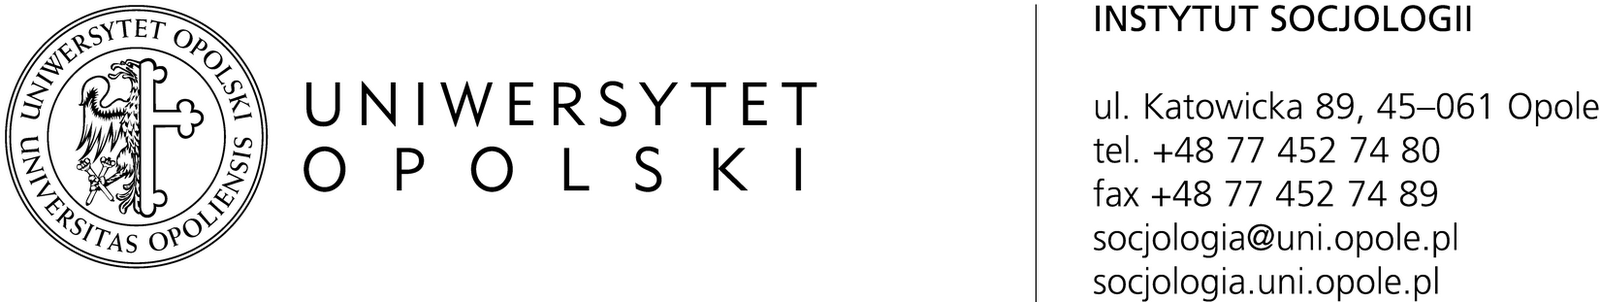 UNIWERSYTET OPOLSKI
UNIVERSITAS OPOLIENSIS
UNIWERSYTET
OPOLSKI
INSTYTUT SOCJOLOGII
ul. Katowicka 89, 45–061 Opole
tel. +48 77 452 74 80
fax +48 77 452 74 89
socjologia@uni.opole.pl
socjologia.uni.opole.pl